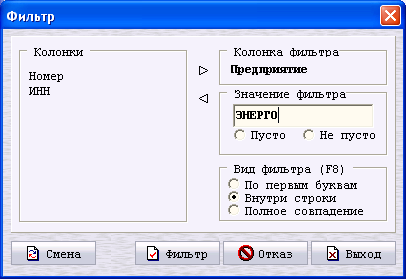 Фильтр
Колонки
Номер
ИНН
Колонка фильтра
Предприятие
Значение фильтра
ЭНЕРГО
Пусто
Не пусто
Вид фильтра (F8)
По первым буквам
Внутри строки
Полное совпадение
Смена
Фильтр
Отказ
Выход